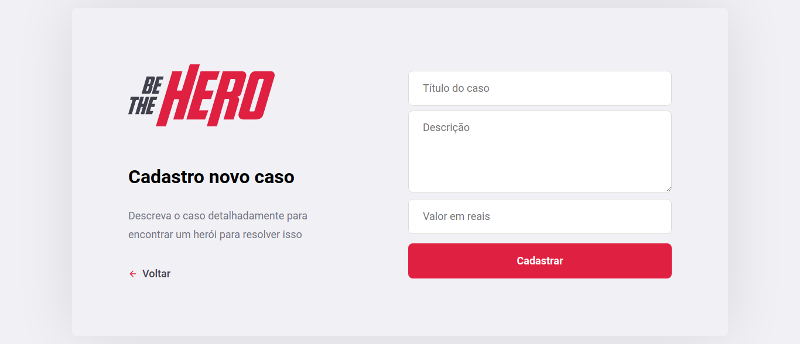 BE
THE HERO
Cadastro novo caso
Descreva o caso detalhadamente para
encontrar um herói para resolver isso
Voltar
Título do caso
Descrição
Valor em reais
Cadastrar